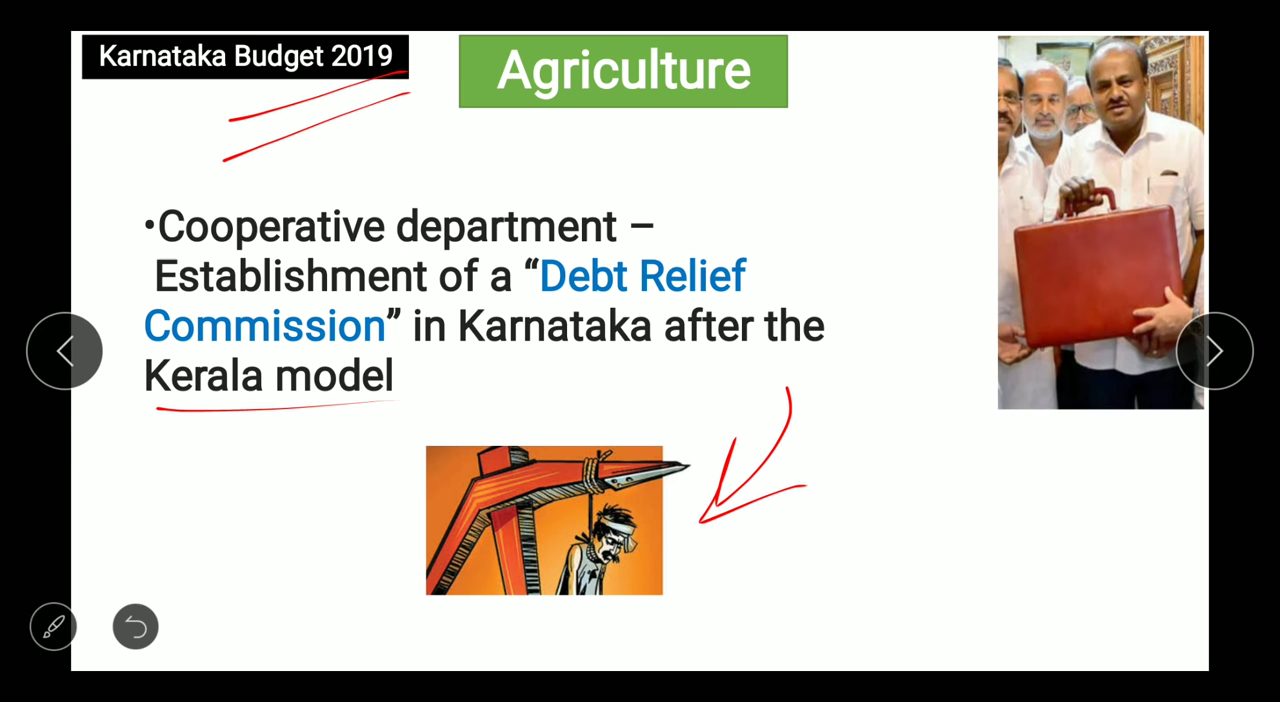 Karnataka Budget 2019
Agriculture
•Cooperative department –
Establishment of a “Debt Relief
Commission” in Karnataka after the
Kerala model